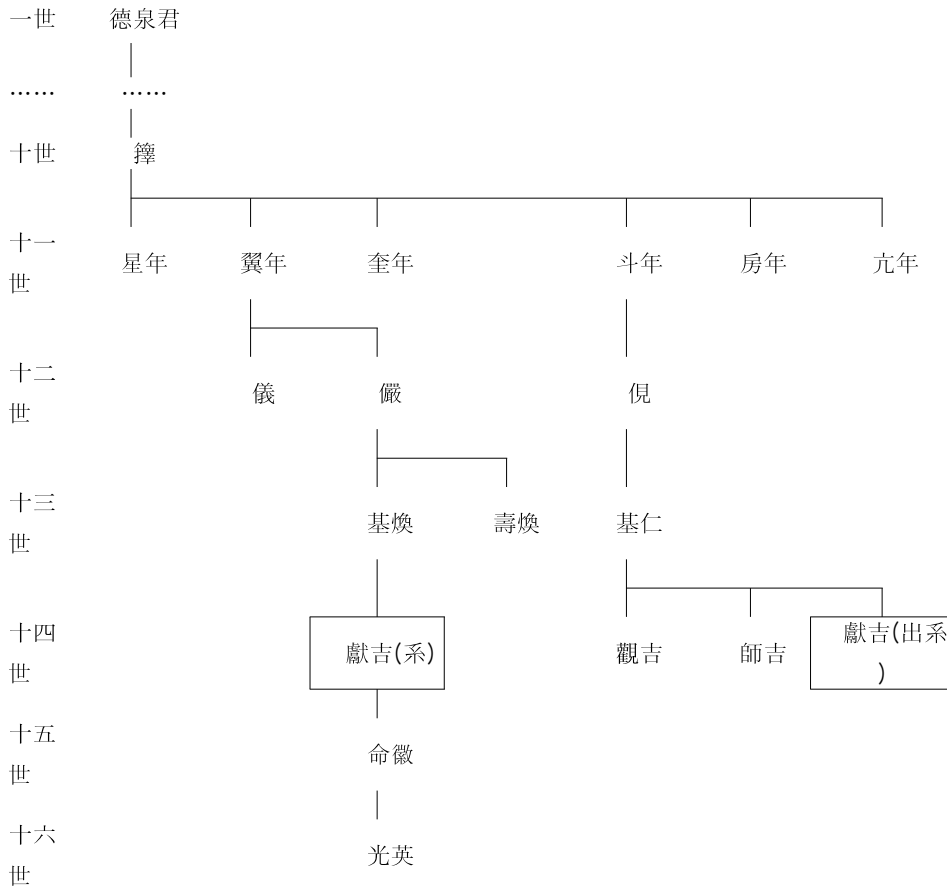 一世 德泉君
…… ……
十世 籜
十一 星年 翼年 奎年 斗年 房年 亢年
世
十二 儀 儼 俔
世
十三 基煥 壽煥 基仁
世
十四 獻吉(系) 觀吉 師吉 獻吉(出系
世 )
十五 命徽
世
十六 光英
世